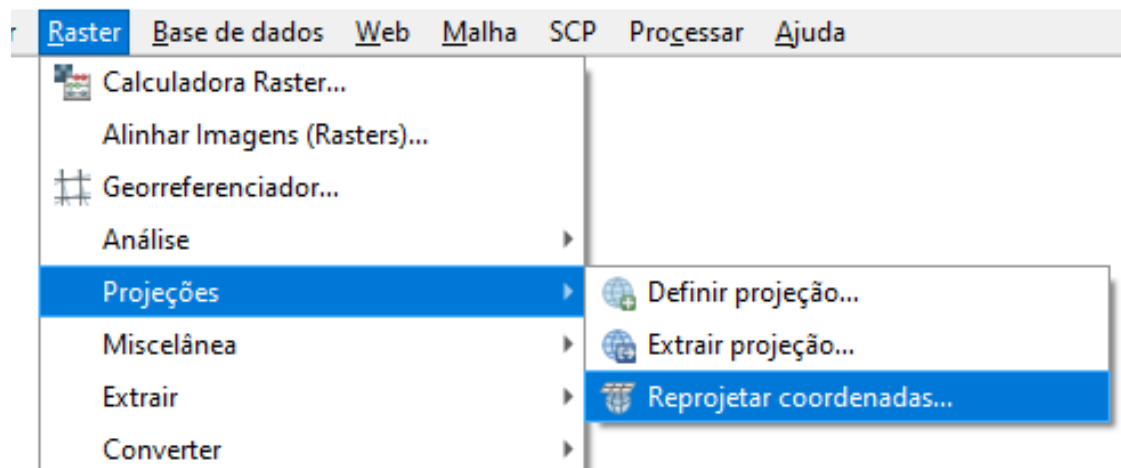 Raster Base de dados Web Malha SCP Processar Ajuda
Calculadora Raster...
Alinhar Imagens (Rasters)...
Georreferenciador...
Análise
Projeções
Definir projeção...
Miscelânea
Extrair projeção...
Extrair
Reprojetar coordenadas...
Converter